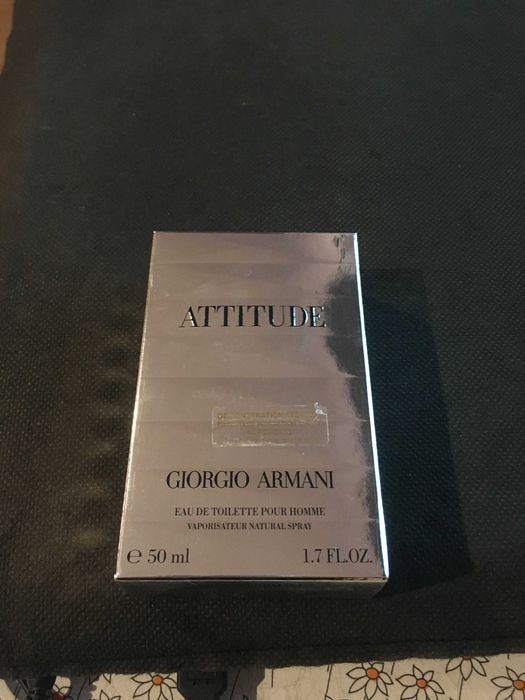 ATTITUDE
GIORGIO ARMANI
EAU DE TOILETTE POUR HOMME
VAPORISATEUR NATURAL SPRAY
e 50 ml 1.7 FL.OZ.